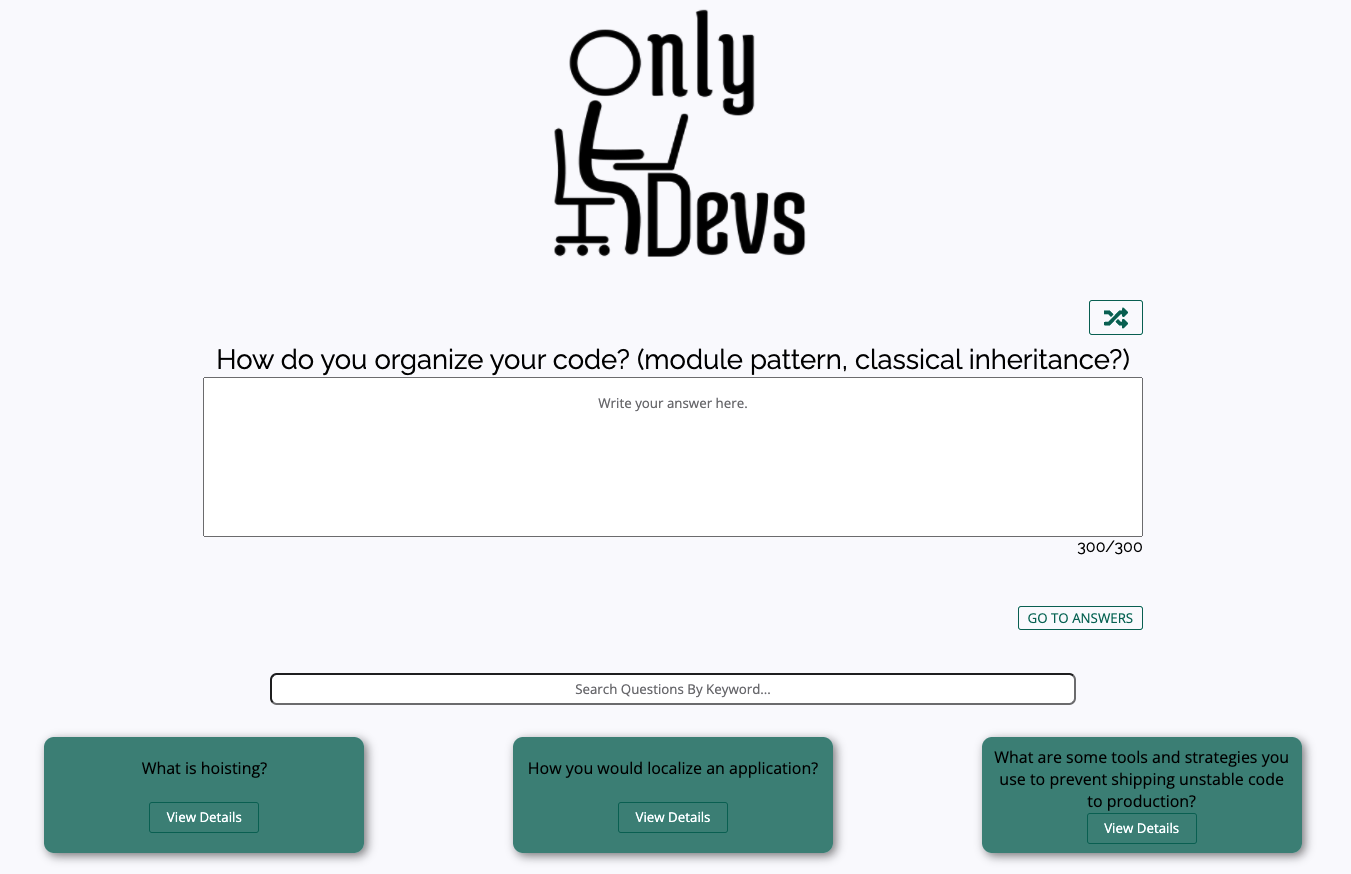 Only
Devs
How do you organize your code? (module pattern, classical inheritance?)
Write your answer here.
300/300
GO TO ANSWERS
Search Questions By Keyword...
What is hoisting?
View Details
How you would localize an application?
View Details
What are some tools and strategies you
use to prevent shipping unstable code
to production?
View Details